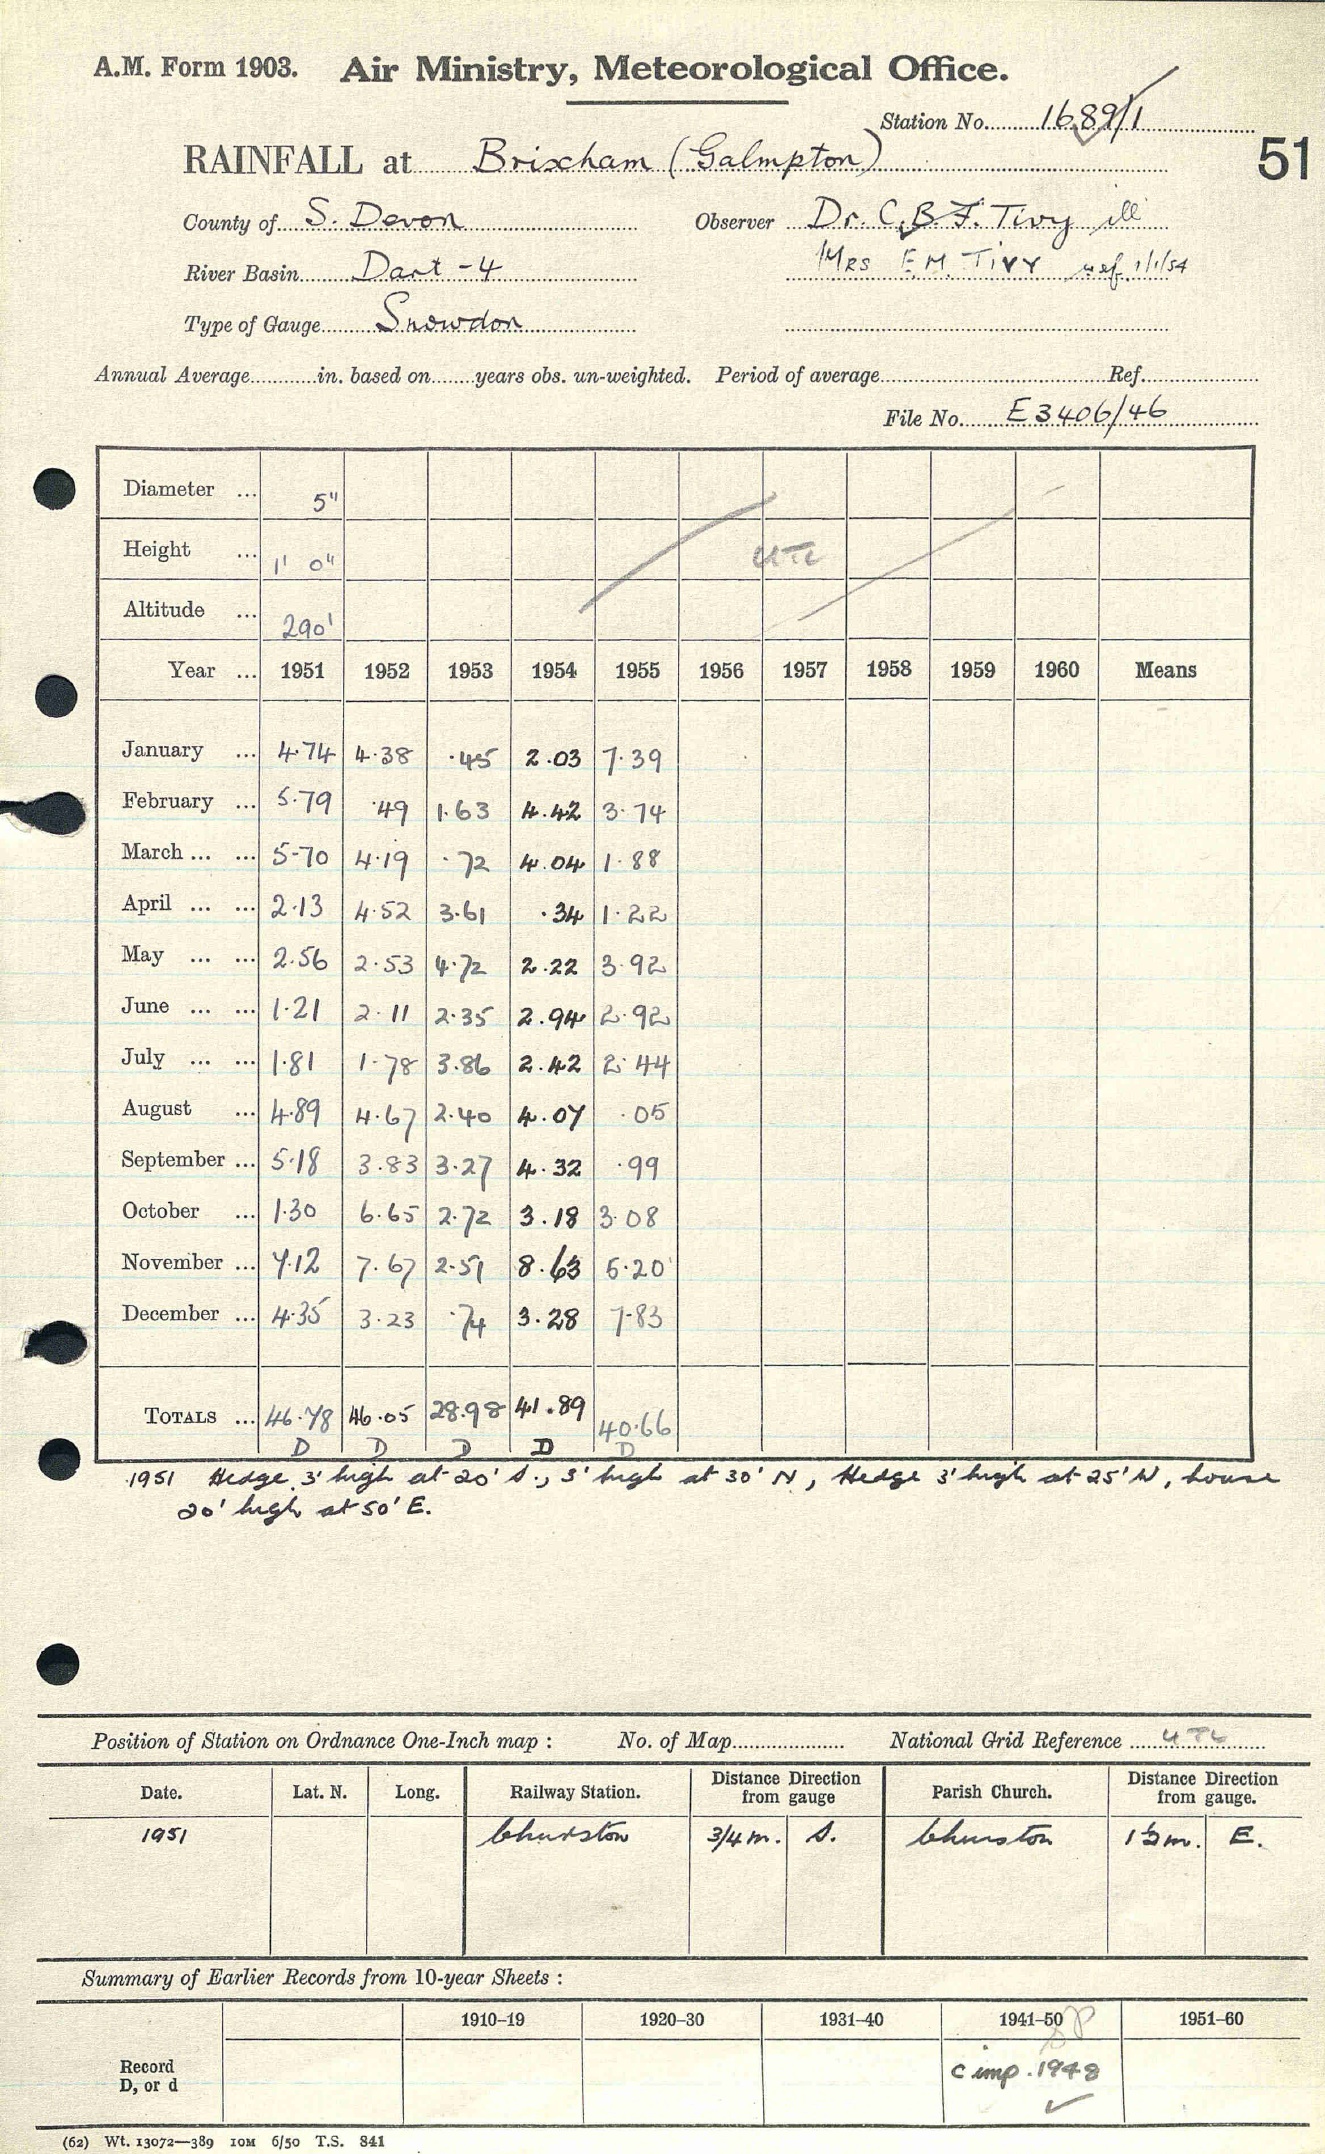 A.M. Form 1903. Air Ministry, Meteorological Office.
Station No. 1689/1
51
RAINFALL at Brixham (Galmpton)
County of S. Devon Observer Dr. C.B.F. Tivy ill
River Basin Dart -4 Mrs E.M. TIVY 1/1/54
Type of Gauge Snowdon
Annual Average in. based on years obs. un-weighted. Period of average Ref.
File No. E3406/46
Diameter ... 5"
Height ... 1' 0" UTL
Altitude ... 290'
Year ... 1951 1952 1953 1954 1955 1956 1957 1958 1959 1960 Means
January ... 4.74 4.38 .45 2.03 7.39
February ... 5.79 .49 1.63 4.42 3.74
March ... ... 5.70 4.19 .72 4.04 1.88
April ... ... 2.13 4.52 3.61 .34 1.22
May ... ... 2.56 2.53 4.72 2.22 3.92
June ... ... 1.21 2.11 2.35 2.94 2.92
July ... ... 1.81 1.78 3.86 2.42 2.44
August ... 4.89 4.67 2.40 4.07 .05
September ... 5.18 3.83 3.27 4.32 .99
October ... 1.30 6.65 2.72 3.18 3.08
November ... 7.12 7.67 2.51 8.63 5.20
December ... 4.35 3.23 .74 3.28 7.83
TOTALS ... 46.78 46.05 28.98 41.89 40.66
D D D D D
1951 Hedge 3' high at 20' S., 3' high at 30' N, Hedge 3' high at 25' W, house
20' high at 50' E.
Position of Station on Ordnance One-Inch map : No. of Map National Grid Reference UTL
Date. Lat. N. Long. Railway Station. Distance Direction from gauge Parish Church. Distance Direction from gauge.
1951 Churston 3/4 m. S. Churston 1½ m. E.
Summary of Earlier Records from 10-year Sheets :
1910–19 1920–30 1931–40 1941–50 1951–60
Record
D, or d
C imp. 1948
(62) Wt. 13072—389 10M 6/50 T.S. 841